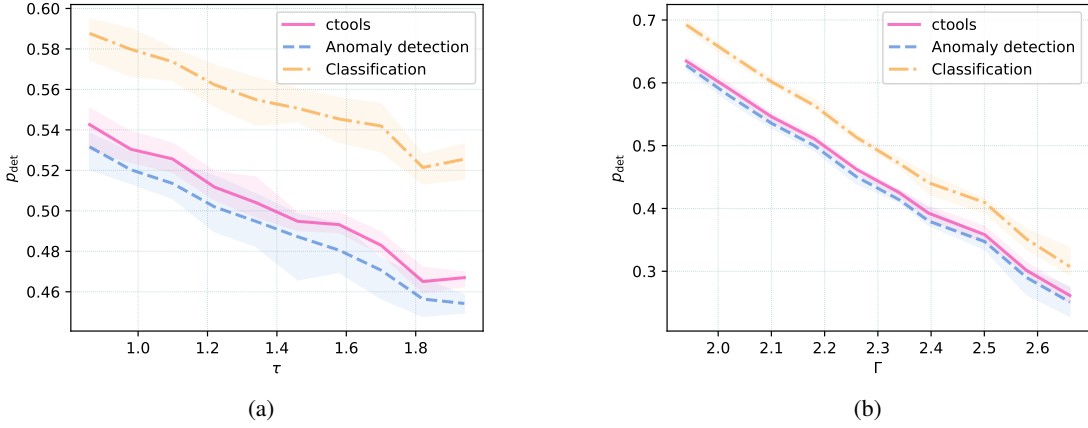 0.60
0.58
0.56
0.54
0.52
0.50
0.48
0.46
p_det
1.0 1.2 1.4 1.6 1.8
τ
ctools
Anomaly detection
Classification
(a)
0.7
0.6
0.5
0.4
0.3
p_det
2.0 2.1 2.2 2.3 2.4 2.5 2.6
Γ
ctools
Anomaly detection
Classification
(b)